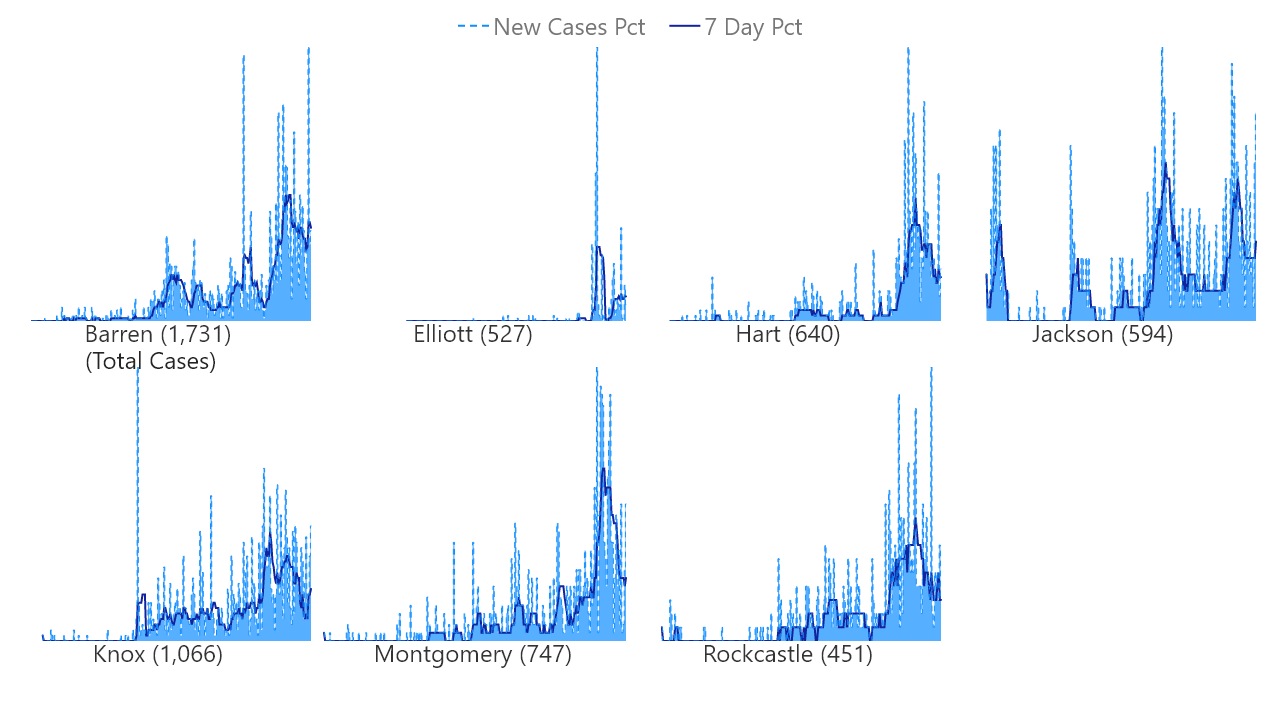 New Cases Pct 7 Day Pct
Barren (1,731) Elliott (527) Hart (640) Jackson (594)
(Total Cases)
Knox (1,066) Montgomery (747) Rockcastle (451)